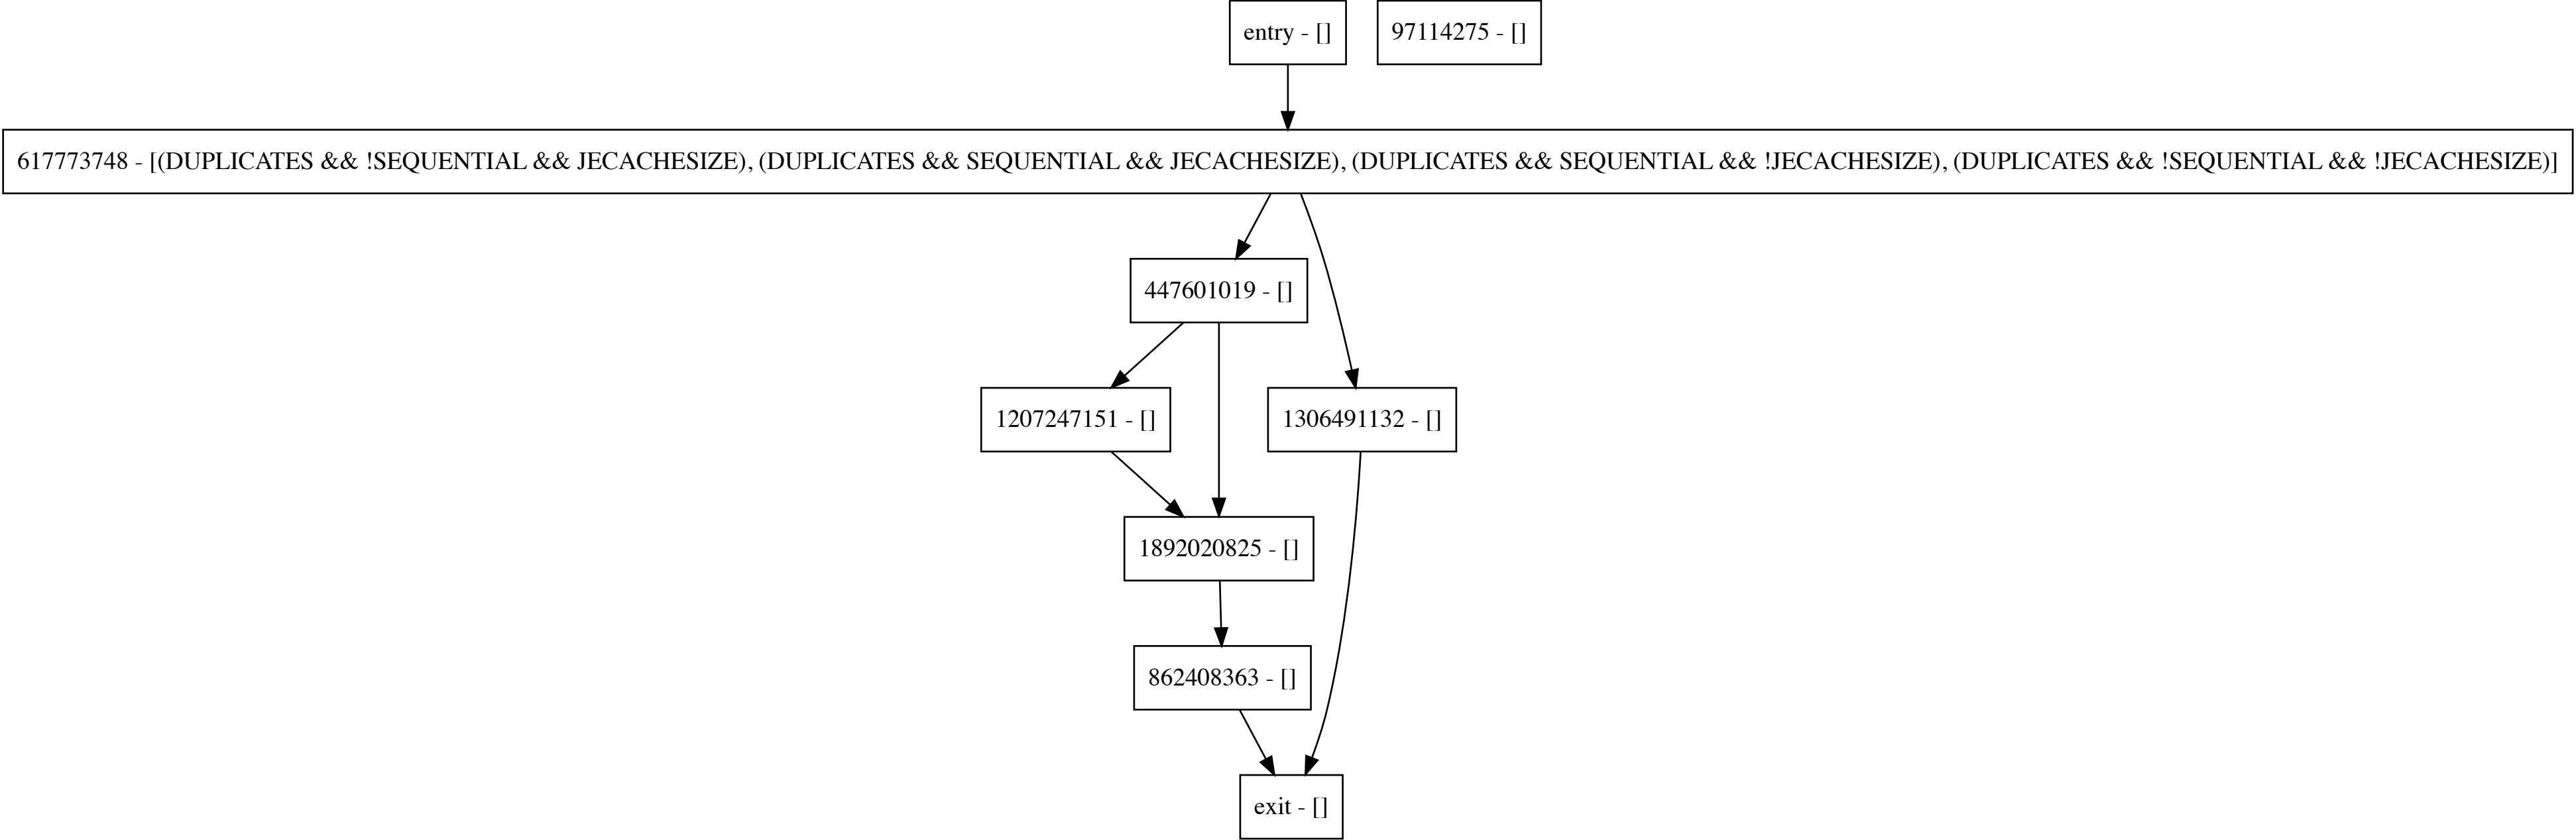 entry - []
97114275 - []
617773748 - [(DUPLICATES && !SEQUENTIAL && JECACHESIZE), (DUPLICATES && SEQUENTIAL && JECACHESIZE), (DUPLICATES && SEQUENTIAL && !JECACHESIZE), (DUPLICATES && !SEQUENTIAL && !JECACHESIZE)]
447601019 - []
1207247151 - []
1306491132 - []
1892020825 - []
862408363 - []
exit - []